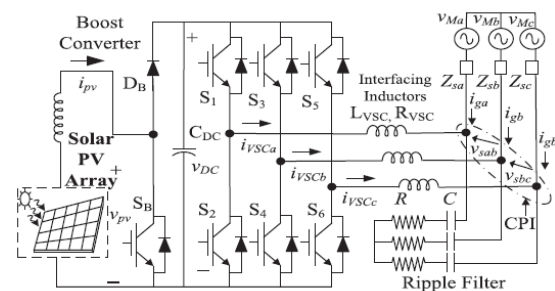 Boost
Converter
i_pv
D_B
Solar
PV
Array
+
v_pv
−
S_B
+
C_DC
v_DC
−
S_1
S_3
S_5
S_2
S_4
S_6
i_VSCa
i_VSCb
i_VSCc
Interfacing
Inductors
L_VSC, R_VSC
R
C
Ripple Filter
v_Ma
v_Mb
v_Mc
Z_sa
Z_sb
Z_sc
i_ga
i_gb
i_gb
v_sab
v_sbc
CPI